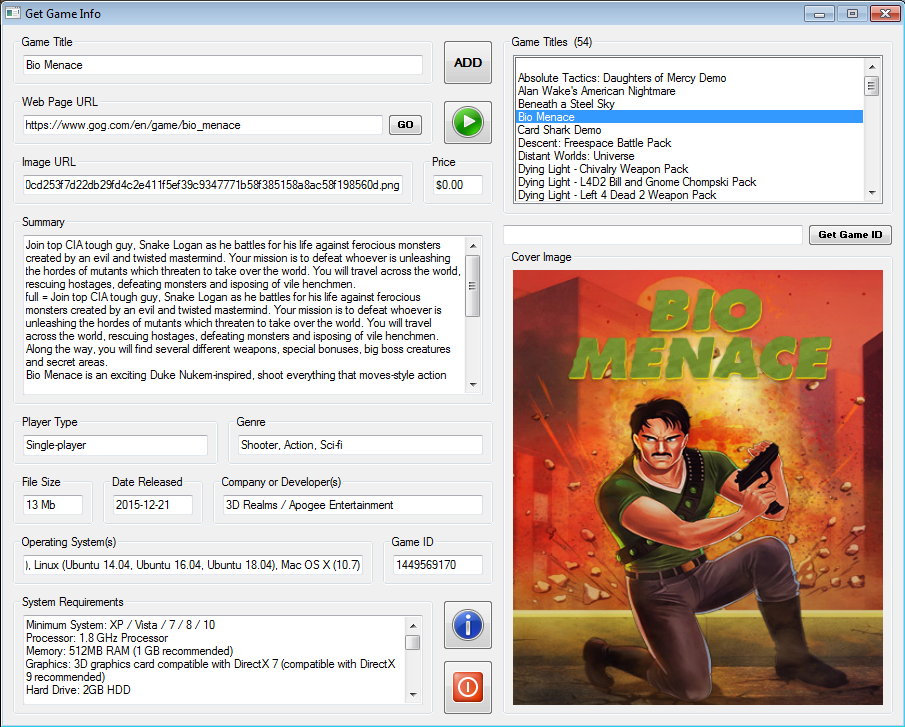 Get Game Info
Game Title
Bio Menace
ADD
Web Page URL
https://www.gog.com/en/game/bio_menace
GO
Image URL
0cd253f7d22db29fd4c2e411f5ef39c9347771b58f385158a8ac58f198560d.png
Price
$0.00
Summary
Join top CIA tough guy, Snake Logan as he battles for his life against ferocious monsters
created by an evil and twisted mastermind. Your mission is to defeat whoever is unleashing
the hordes of mutants which threaten to take over the world. You will travel across the world,
rescuing hostages, defeating monsters and isposing of vile henchmen.
full = Join top CIA tough guy, Snake Logan as he battles for his life against ferocious
monsters created by an evil and twisted mastermind. Your mission is to defeat whoever is
unleashing the hordes of mutants which threaten to take over the world. You will travel
across the world, rescuing hostages, defeating monsters and isposing of vile henchmen.
Along the way, you will find several different weapons, special bonuses, big boss creatures
and secret areas.
Bio Menace is an exciting Duke Nukem-inspired, shoot everything that moves-style action
Player Type
Single-player
Genre
Shooter, Action, Sci-fi
File Size
13 Mb
Date Released
2015-12-21
Company or Developer(s)
3D Realms / Apogee Entertainment
Operating System(s)
), Linux (Ubuntu 14.04, Ubuntu 16.04, Ubuntu 18.04), Mac OS X (10.7)
Game ID
1449569170
System Requirements
Minimum System: XP / Vista / 7 / 8 / 10
Processor: 1.8 GHz Processor
Memory: 512MB RAM (1 GB recommended)
Graphics: 3D graphics card compatible with DirectX 7 (compatible with DirectX
9 recommended)
Hard Drive: 2GB HDD
Game Titles (54)
Absolute Tactics: Daughters of Mercy Demo
Alan Wake's American Nightmare
Beneath a Steel Sky
Bio Menace
Card Shark Demo
Descent: Freespace Battle Pack
Distant Worlds: Universe
Dying Light - Chivalry Weapon Pack
Dying Light - L4D2 Bill and Gnome Chompski Pack
Dying Light - Left 4 Dead 2 Weapon Pack
Get Game ID
Cover Image
BIO
MENACE